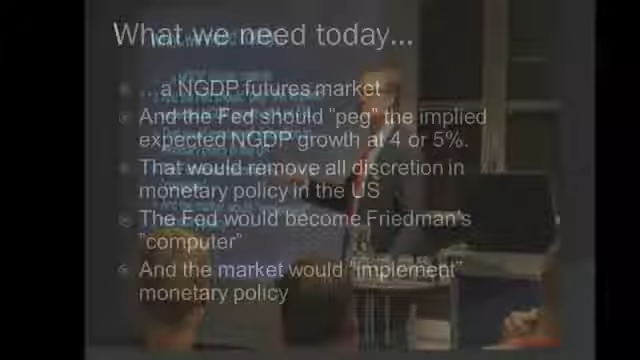 What we need today...
...a NGDP futures market
And the Fed should "peg" the implied
expected NGDP growth at 4 or 5%.
That would remove all discretion in
monetary policy in the US
The Fed would become Friedman's
"computer"
And the market would "implement"
monetary policy